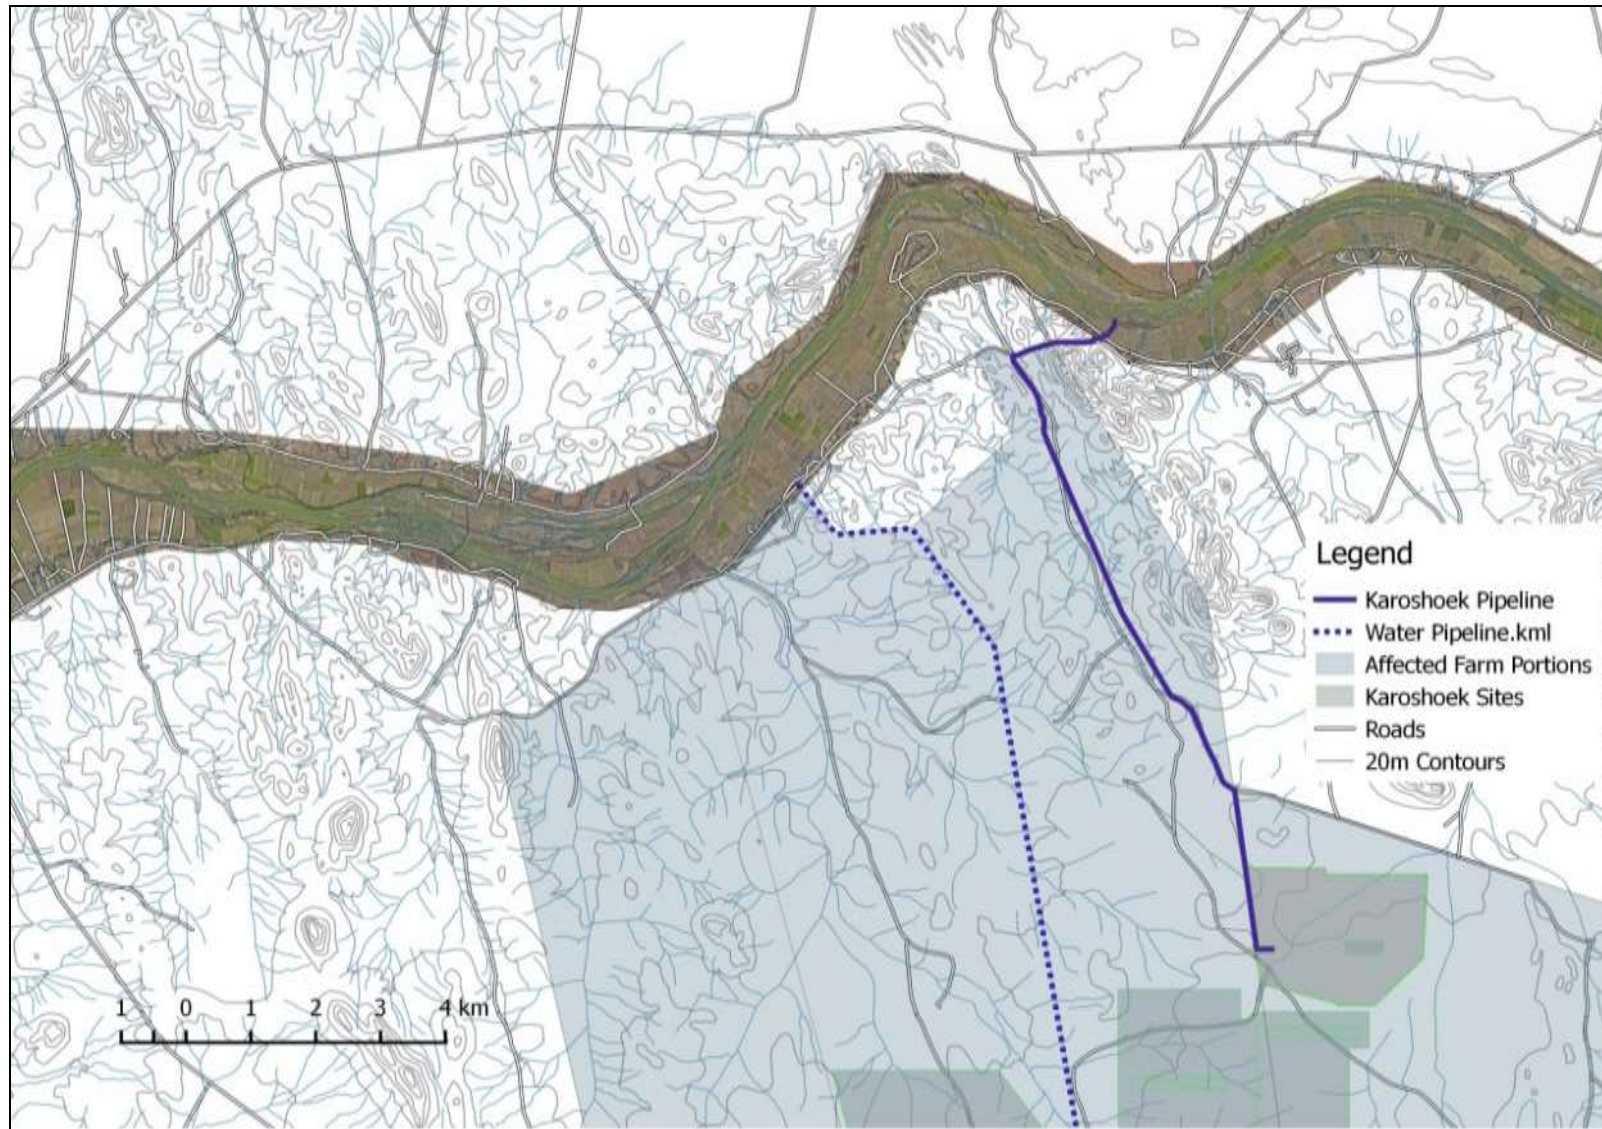 Legend
Karoshoek Pipeline
Water Pipeline.kml
Affected Farm Portions
Karoshoek Sites
Roads
20m Contours
1 0 1 2 3 4 km